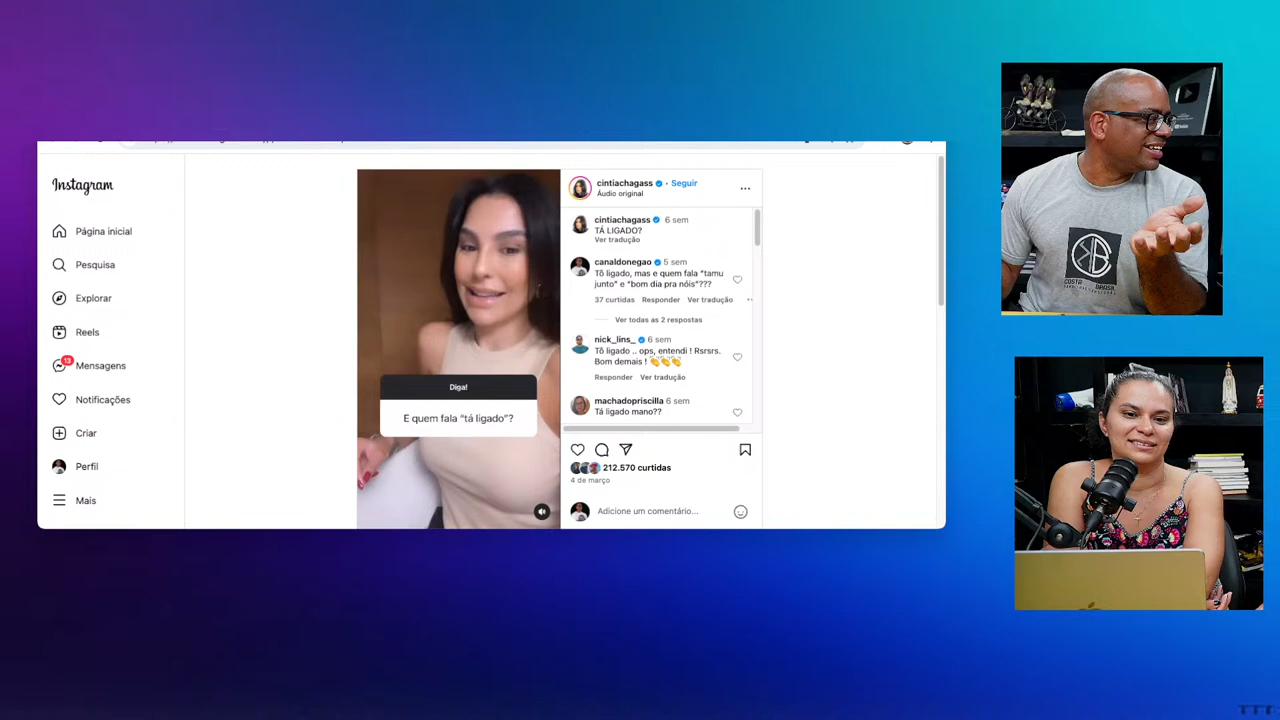 Instagram
Página inicial
Pesquisa
Explorar
Reels
13
Mensagens
Notificações
Criar
Perfil
Mais
Diga!
E quem fala “tá ligado”?
cintiachagass • Seguir
Áudio original
cintiachagass 6 sem
TÁ LIGADO?
Ver tradução
canaldonegao 5 sem
Tô ligado, mas e quem fala “tamu
junto” e “bom dia pra nóis”???
37 curtidas Responder Ver tradução
Ver todas as 2 respostas
nick_lins_ 6 sem
Tô ligado .. ops, entendi ! Rsrsrs.
Bom demais ! 👏👏👏
Responder Ver tradução
machadopriscilla 6 sem
Tá ligado mano??
212.570 curtidas
4 de março
Adicione um comentário...
COSTA BRASIL